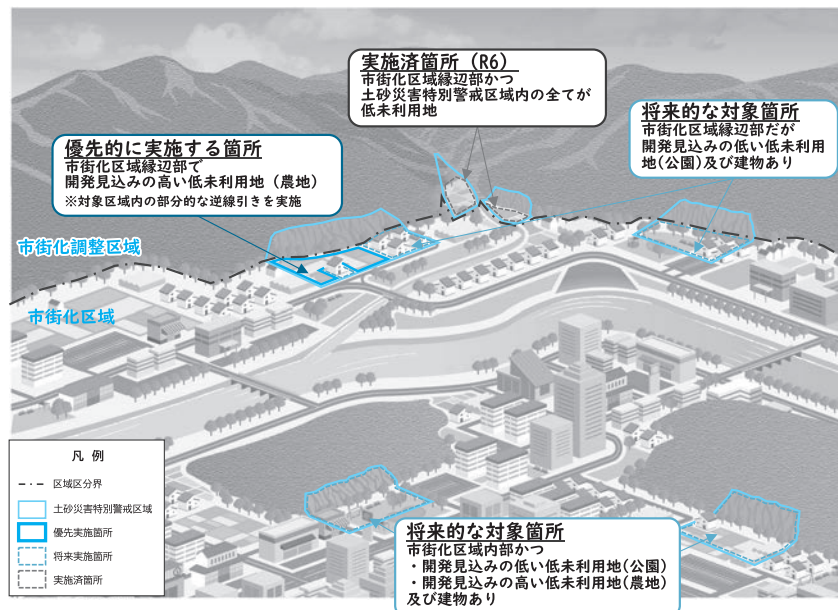 実施済箇所（R6）
市街化区域縁辺部かつ
土砂災害特別警戒区域内の全てが
低未利用地
将来的な対象箇所
市街化区域縁辺部だが
開発見込みの低い低未利用
地(公園)及び建物あり
優先的に実施する箇所
市街化区域縁辺部で
開発見込みの高い低未利用地（農地）
※対象区域内の部分的な逆線引きを実施
市街化調整区域
市街化区域
凡 例
区域区分界
土砂災害特別警戒区域
優先実施箇所
将来実施箇所
実施済箇所
将来的な対象箇所
市街化区域内部かつ
・開発見込みの低い低未利用地(公園)
・開発見込みの高い低未利用地(農地)
及び建物あり